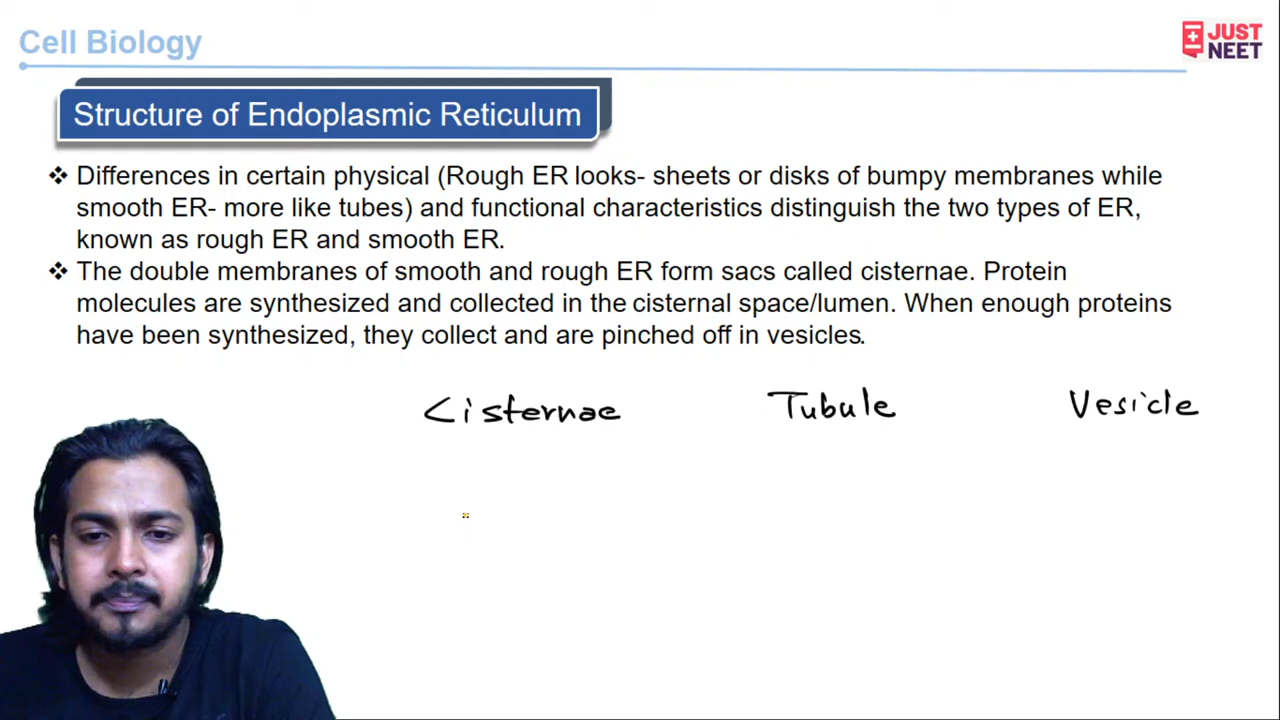 Cell Biology
JUST
NEET
Structure of Endoplasmic Reticulum
❖ Differences in certain physical (Rough ER looks- sheets or disks of bumpy membranes while
smooth ER- more like tubes) and functional characteristics distinguish the two types of ER,
known as rough ER and smooth ER.
❖ The double membranes of smooth and rough ER form sacs called cisternae. Protein
molecules are synthesized and collected in the cisternal space/lumen. When enough proteins
have been synthesized, they collect and are pinched off in vesicles.
Cisternae Tubule Vesicle